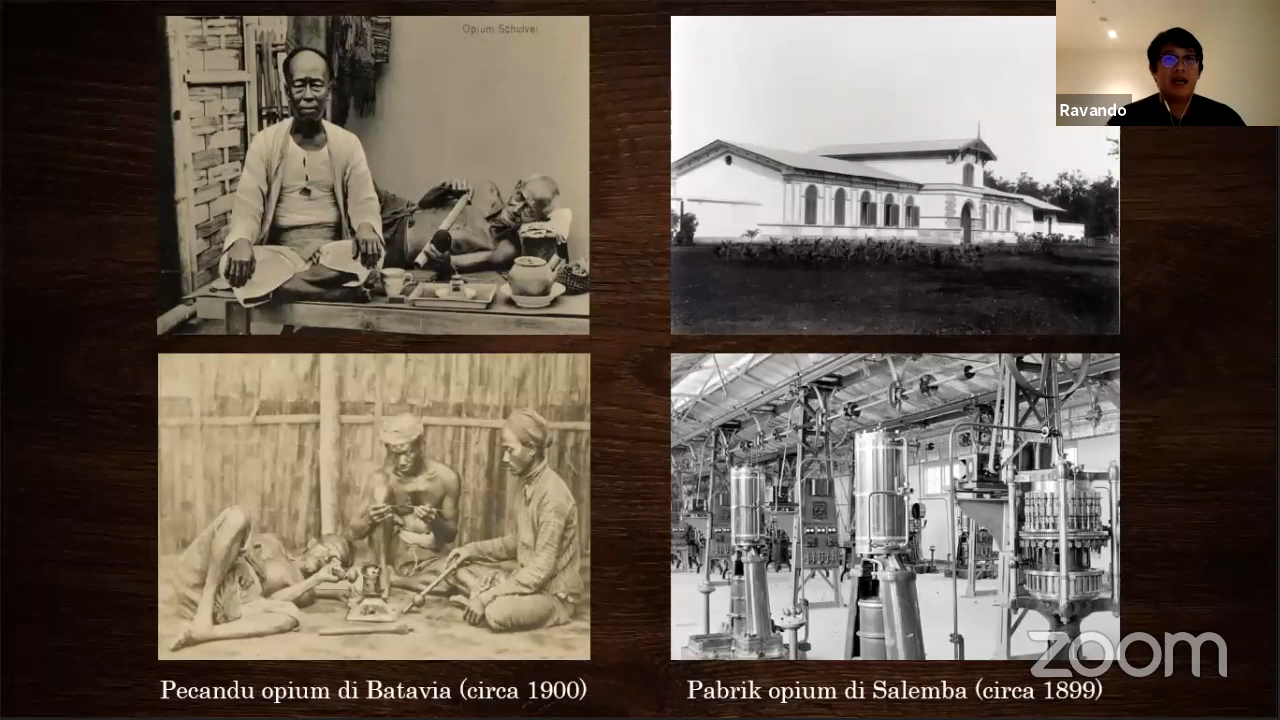 Opium Schuiver
Ravando
Pecandu opium di Batavia (circa 1900)
Pabrik opium di Salemba (circa 1899)
zoom